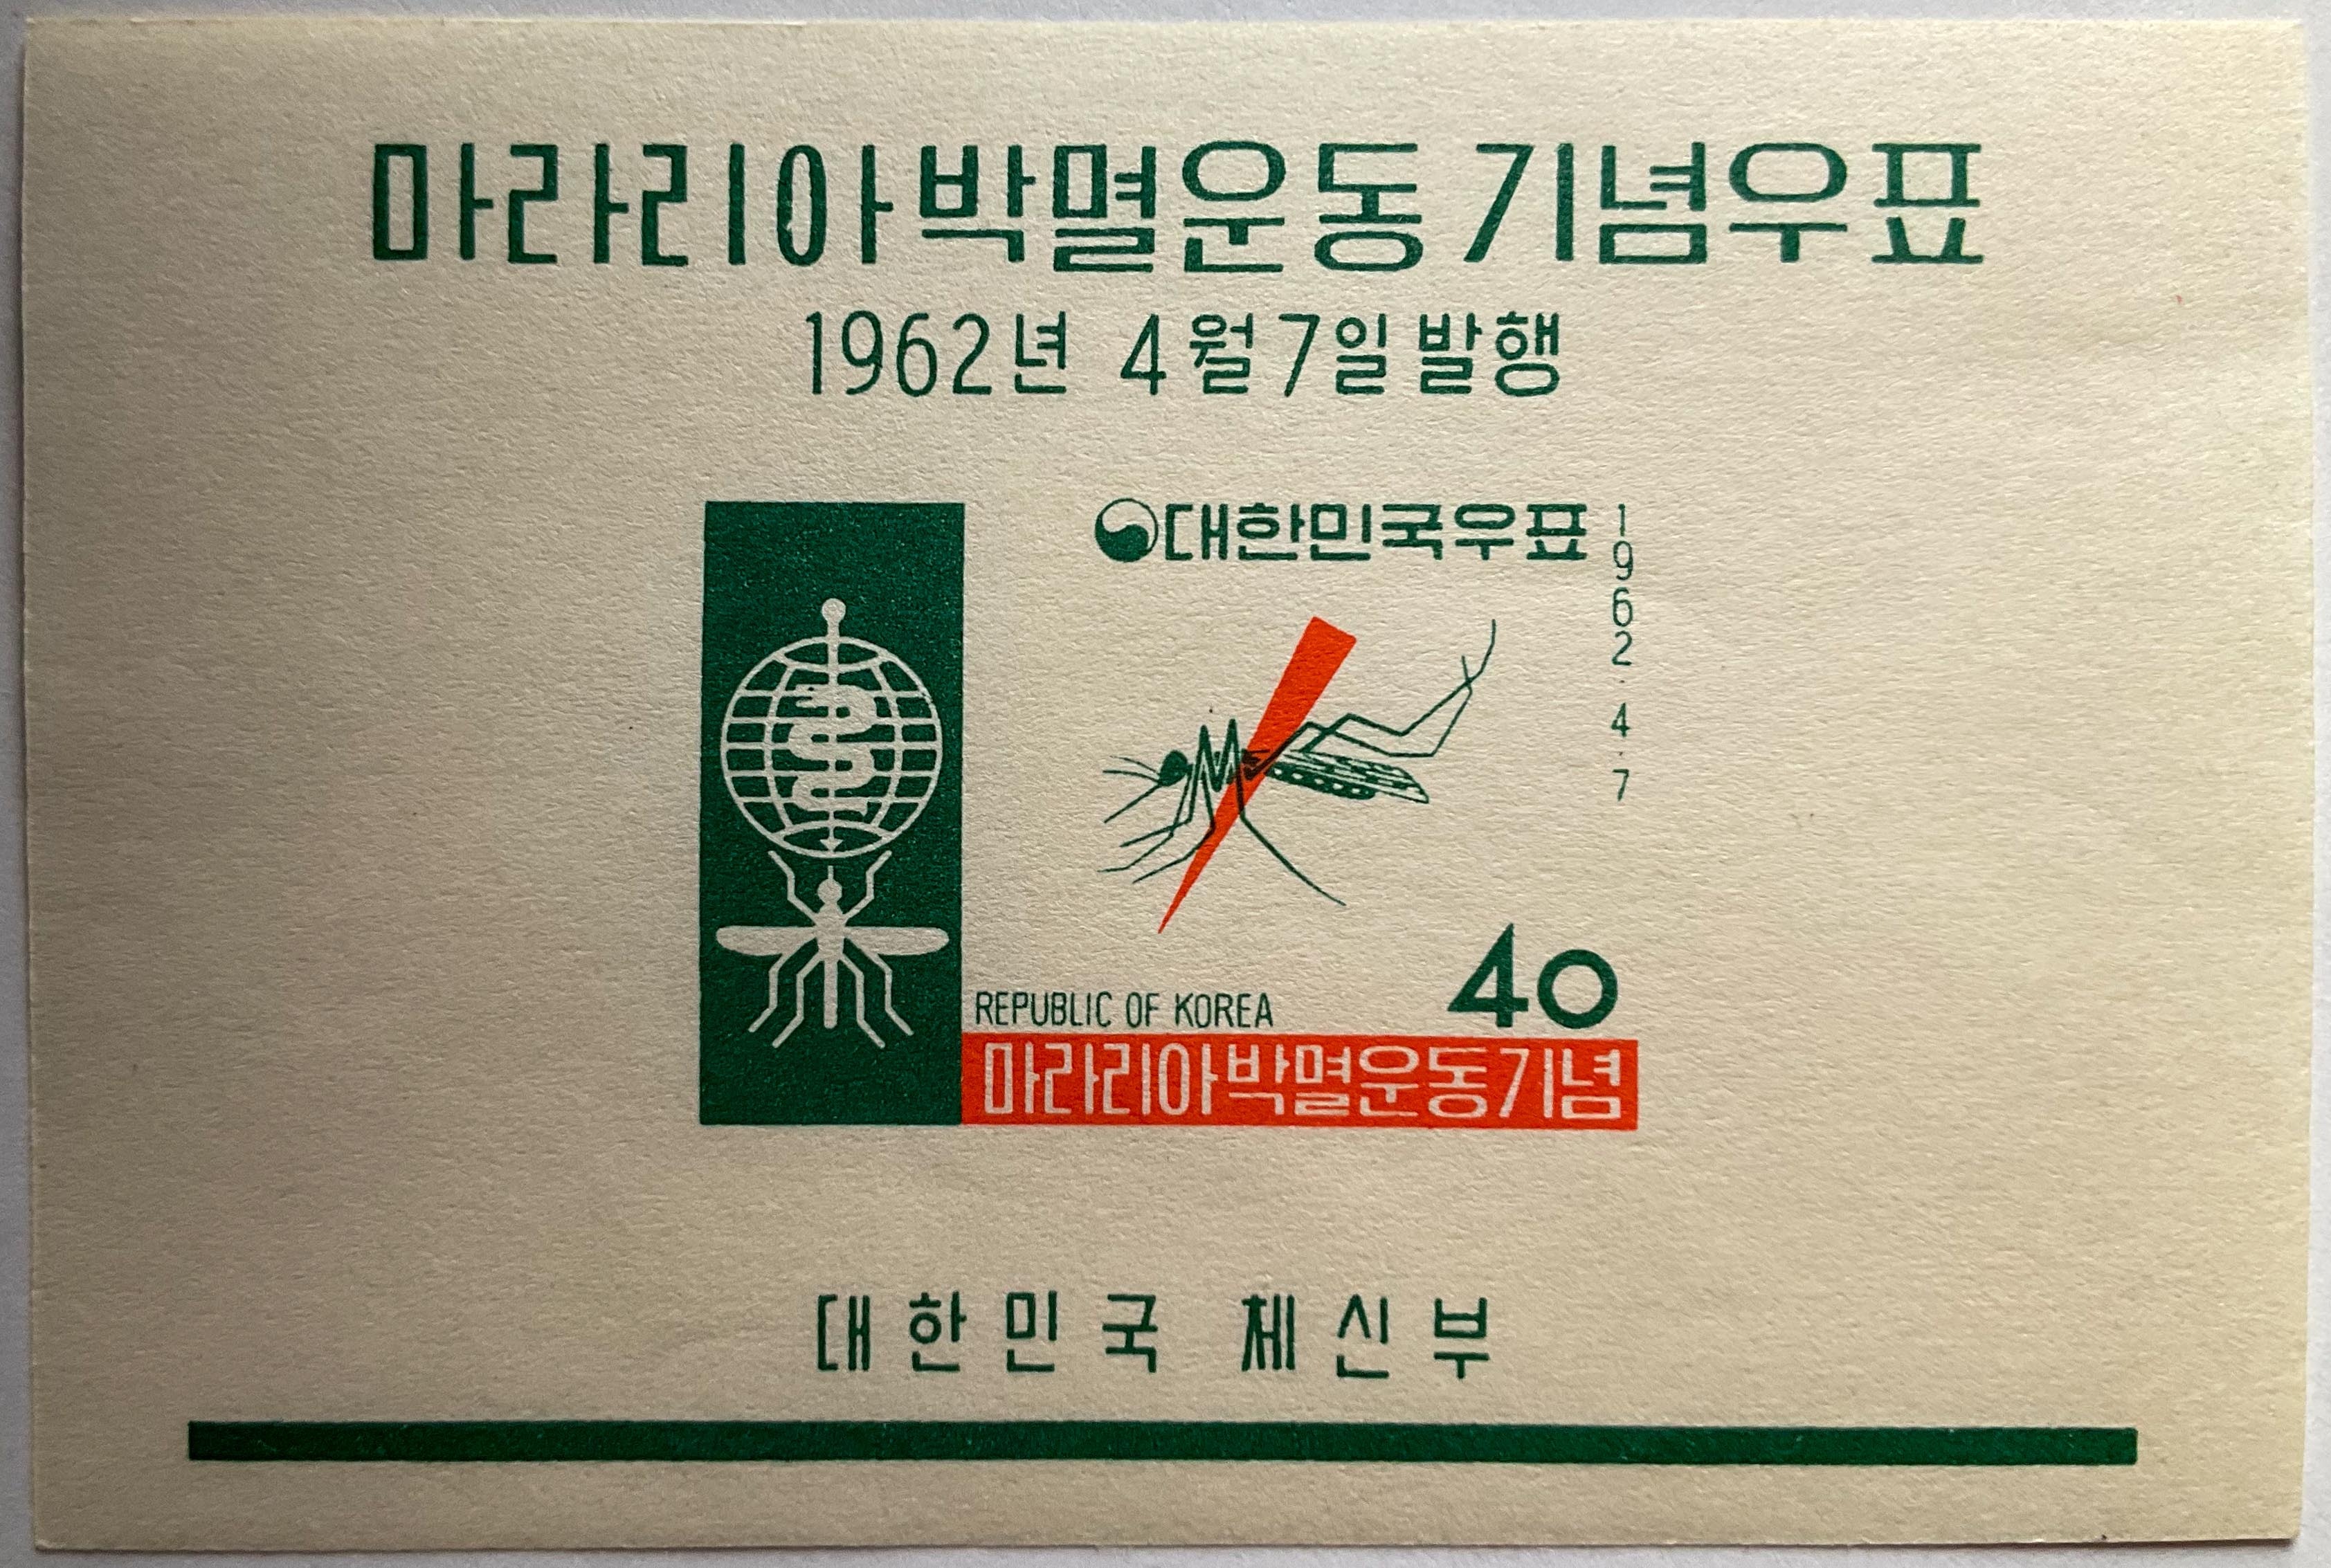 마라리아박멸운동기념우표
1962년 4월7일발행
대한민국우표
1962.4.7
REPUBLIC OF KOREA
40
마라리아박멸운동기념
대한민국 체신부